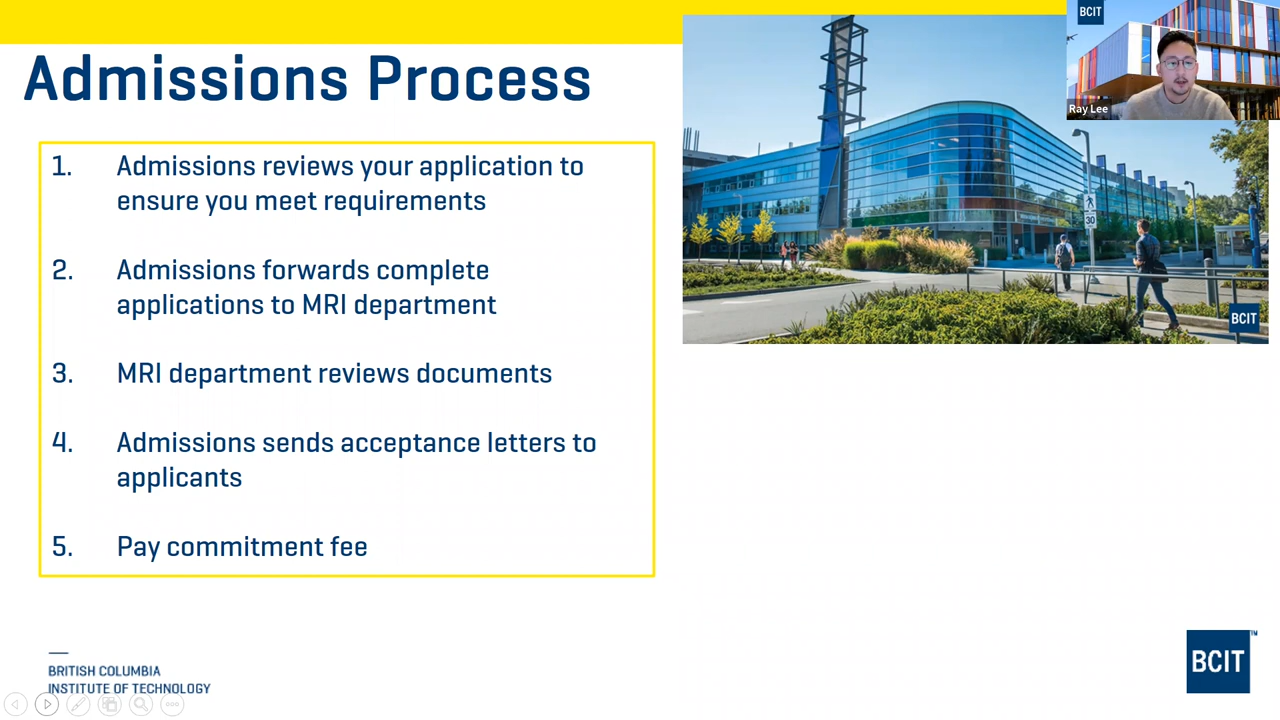 Admissions Process
1. Admissions reviews your application to
ensure you meet requirements
2. Admissions forwards complete
applications to MRI department
3. MRI department reviews documents
4. Admissions sends acceptance letters to
applicants
5. Pay commitment fee
BCIT
Ray Lee
30
BCIT
BRITISH COLUMBIA
INSTITUTE OF TECHNOLOGY
BCIT™